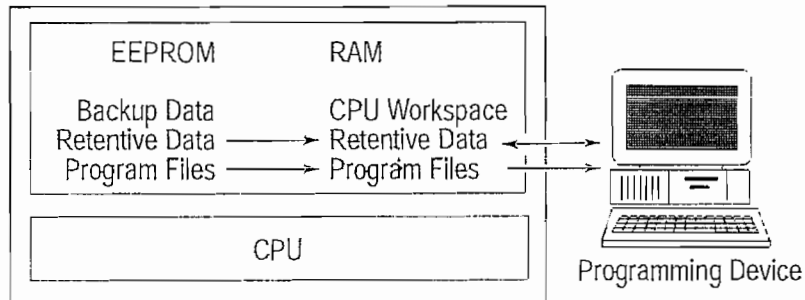 EEPROM RAM
Backup Data CPU Workspace
Retentive Data Retentive Data
Program Files Program Files
CPU
Programming Device